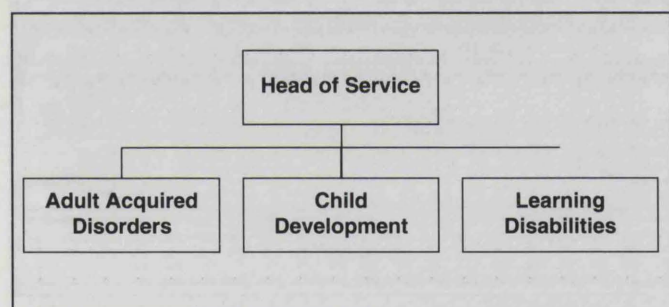 Head of Service
Adult Acquired
Disorders
Child
Development
Learning
Disabilities